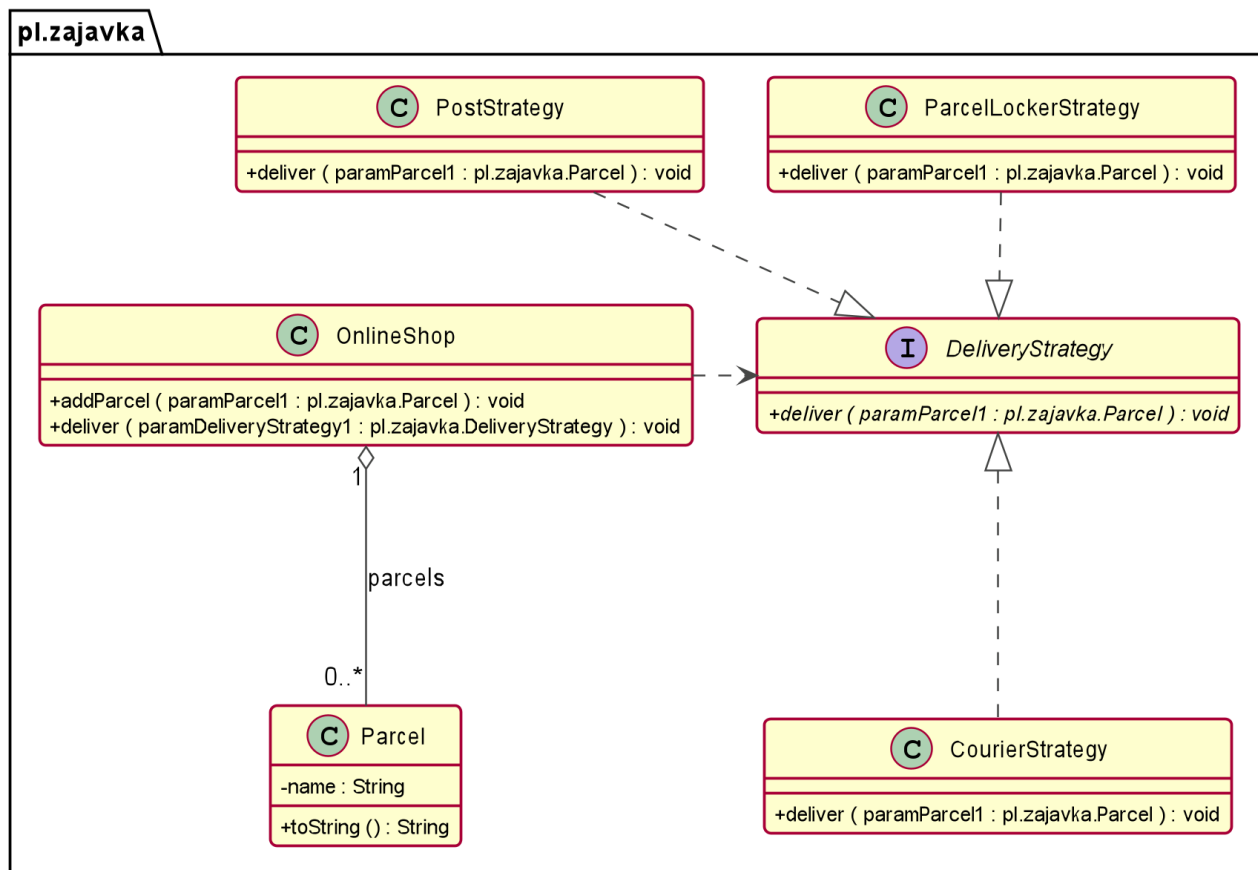 pl.zajavka
C PostStrategy
+deliver ( paramParcel1 : pl.zajavka.Parcel ) : void
C ParcelLockerStrategy
+deliver ( paramParcel1 : pl.zajavka.Parcel ) : void
C OnlineShop
+addParcel ( paramParcel1 : pl.zajavka.Parcel ) : void
+deliver ( paramDeliveryStrategy1 : pl.zajavka.DeliveryStrategy ) : void
I DeliveryStrategy
+deliver ( paramParcel1 : pl.zajavka.Parcel ) : void
1
parcels
0..*
C Parcel
-name : String
+toString () : String
C CourierStrategy
+deliver ( paramParcel1 : pl.zajavka.Parcel ) : void